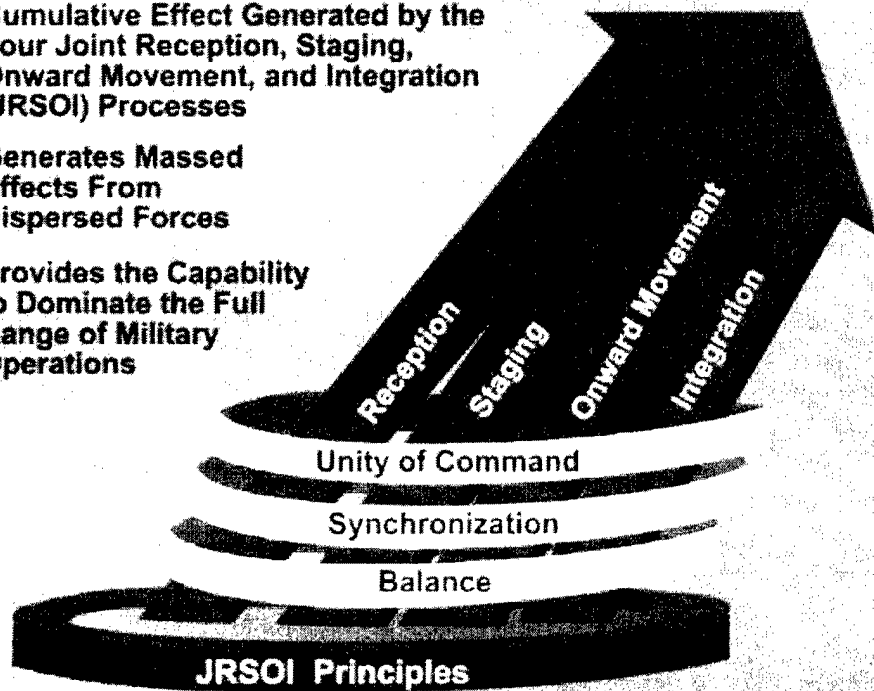 Cumulative Effect Generated by the
our Joint Reception, Staging,
Onward Movement, and Integration
JRSOI) Processes
Generates Massed
ffects From
ispersed Forces
rovides the Capability
o Dominate the Full
ange of Military
perations
Reception
Staging
Onward Movement
Integration
Unity of Command
Synchronization
Balance
JRSOI Principles